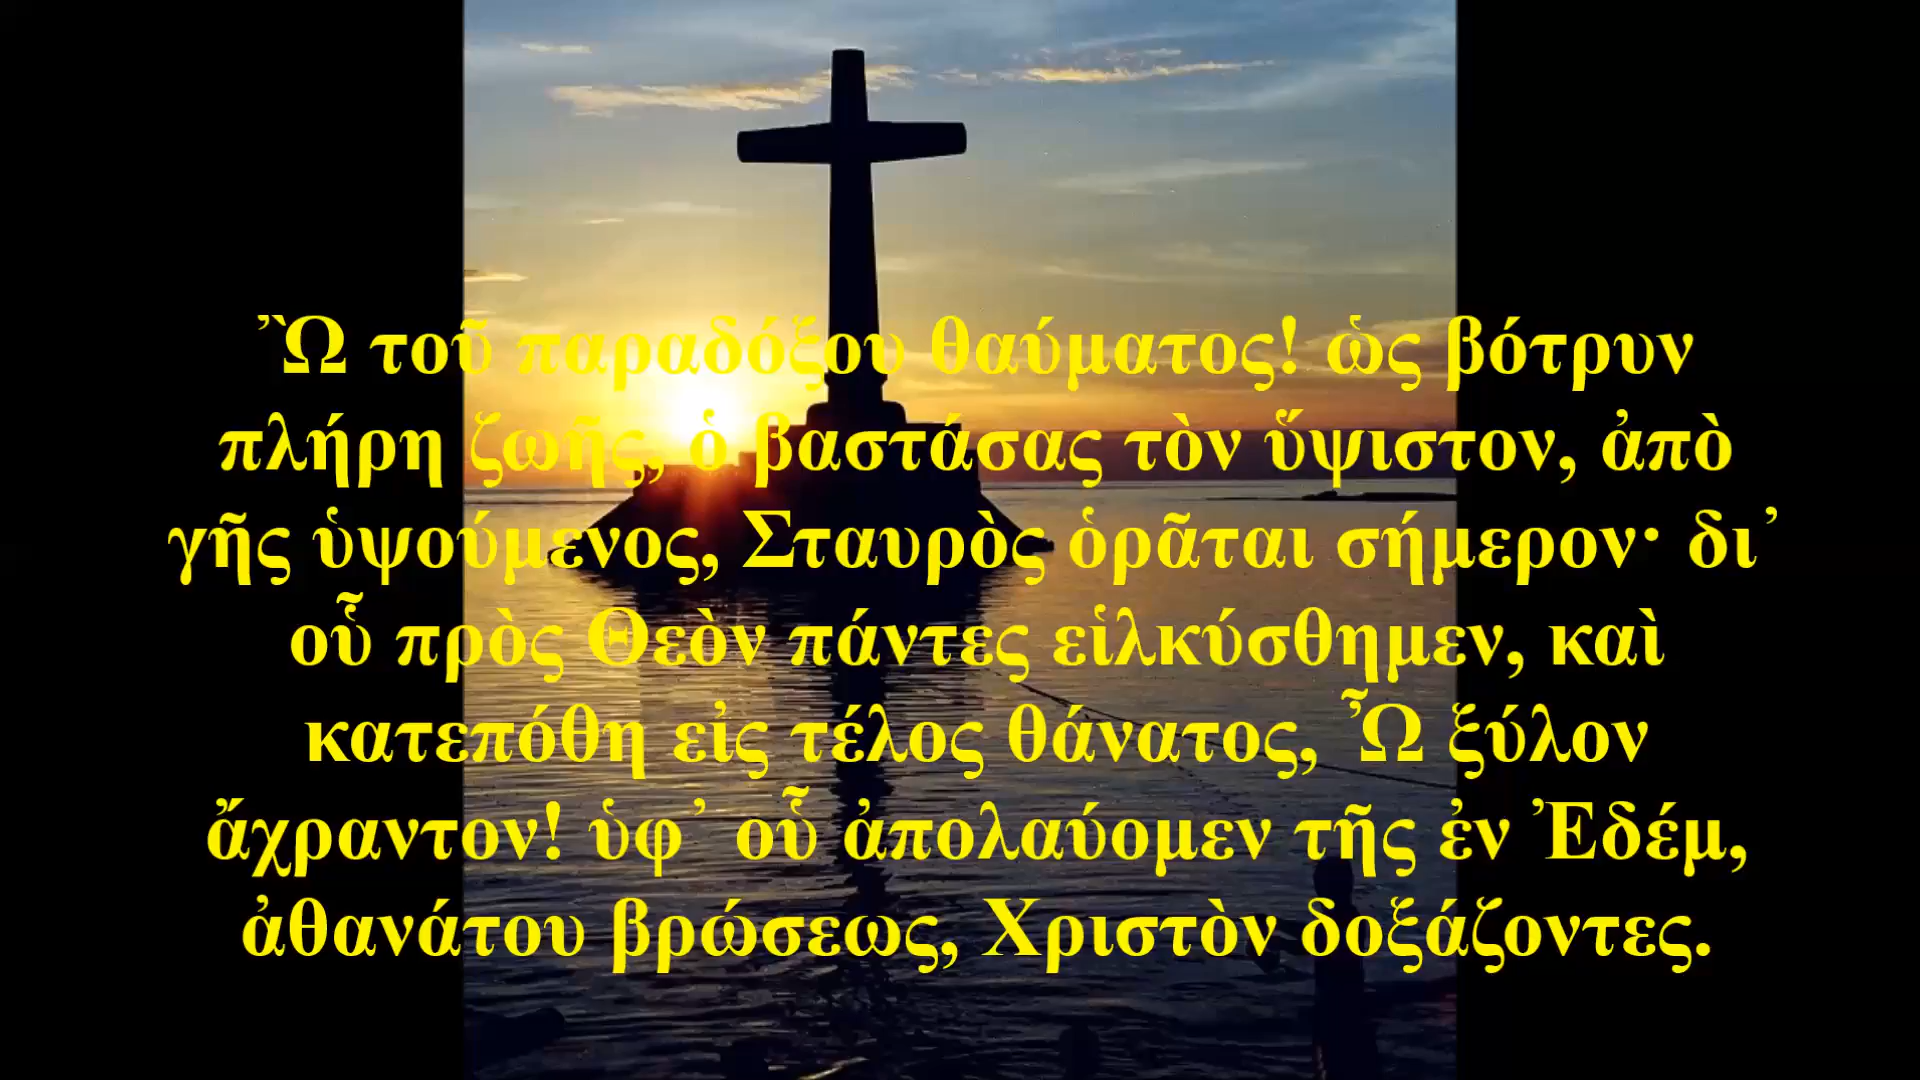 Ὢ τοῦ παραδόξου θαύματος! ὡς βότρυν
πλήρη ζωῆς, ὁ βαστάσας τὸν ὕψιστον, ἀπὸ
γῆς ὑψούμενος, Σταυρὸς ὁρᾶται σήμερον· δι᾿
οὗ πρὸς Θεὸν πάντες εἱλκύσθημεν, καὶ
κατεπόθη εἰς τέλος θάνατος, Ὦ ξύλον
ἄχραντον! ὑφ᾿ οὗ ἀπολαύομεν τῆς ἐν Ἐδέμ,
ἀθανάτου βρώσεως, Χριστὸν δοξάζοντες.